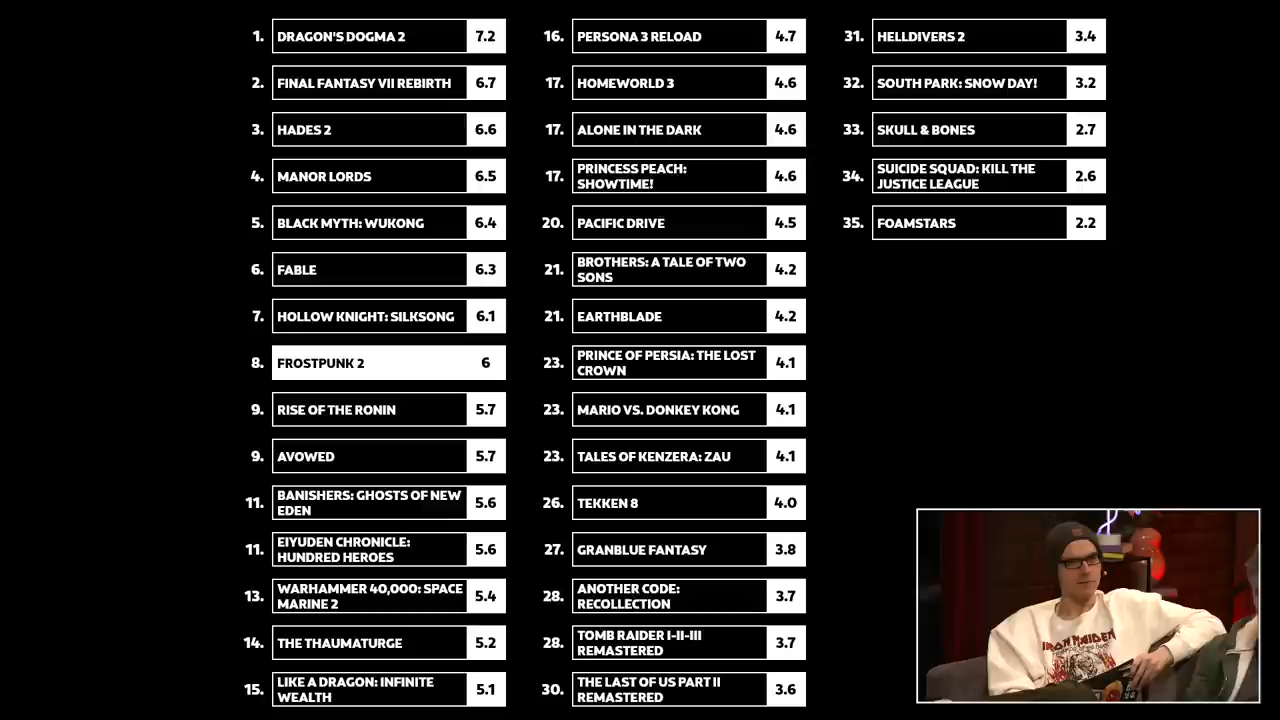 1. DRAGON'S DOGMA 2 7.2
2. FINAL FANTASY VII REBIRTH 6.7
3. HADES 2 6.6
4. MANOR LORDS 6.5
5. BLACK MYTH: WUKONG 6.4
6. FABLE 6.3
7. HOLLOW KNIGHT: SILKSONG 6.1
8. FROSTPUNK 2 6
9. RISE OF THE RONIN 5.7
9. AVOWED 5.7
11. BANISHERS: GHOSTS OF NEW
EDEN 5.6
11. EIYUDEN CHRONICLE:
HUNDRED HEROES 5.6
13. WARHAMMER 40,000: SPACE
MARINE 2 5.4
14. THE THAUMATURGE 5.2
15. LIKE A DRAGON: INFINITE
WEALTH 5.1
16. PERSONA 3 RELOAD 4.7
17. HOMEWORLD 3 4.6
17. ALONE IN THE DARK 4.6
17. PRINCESS PEACH:
SHOWTIME! 4.6
20. PACIFIC DRIVE 4.5
21. BROTHERS: A TALE OF TWO
SONS 4.2
21. EARTHBLADE 4.2
23. PRINCE OF PERSIA: THE LOST
CROWN 4.1
23. MARIO VS. DONKEY KONG 4.1
23. TALES OF KENZERA: ZAU 4.1
26. TEKKEN 8 4.0
27. GRANBLUE FANTASY 3.8
28. ANOTHER CODE:
RECOLLECTION 3.7
28. TOMB RAIDER I-II-III
REMASTERED 3.7
30. THE LAST OF US PART II
REMASTERED 3.6
31. HELLDIVERS 2 3.4
32. SOUTH PARK: SNOW DAY! 3.2
33. SKULL & BONES 2.7
34. SUICIDE SQUAD: KILL THE
JUSTICE LEAGUE 2.6
35. FOAMSTARS 2.2
IRON MAIDEN